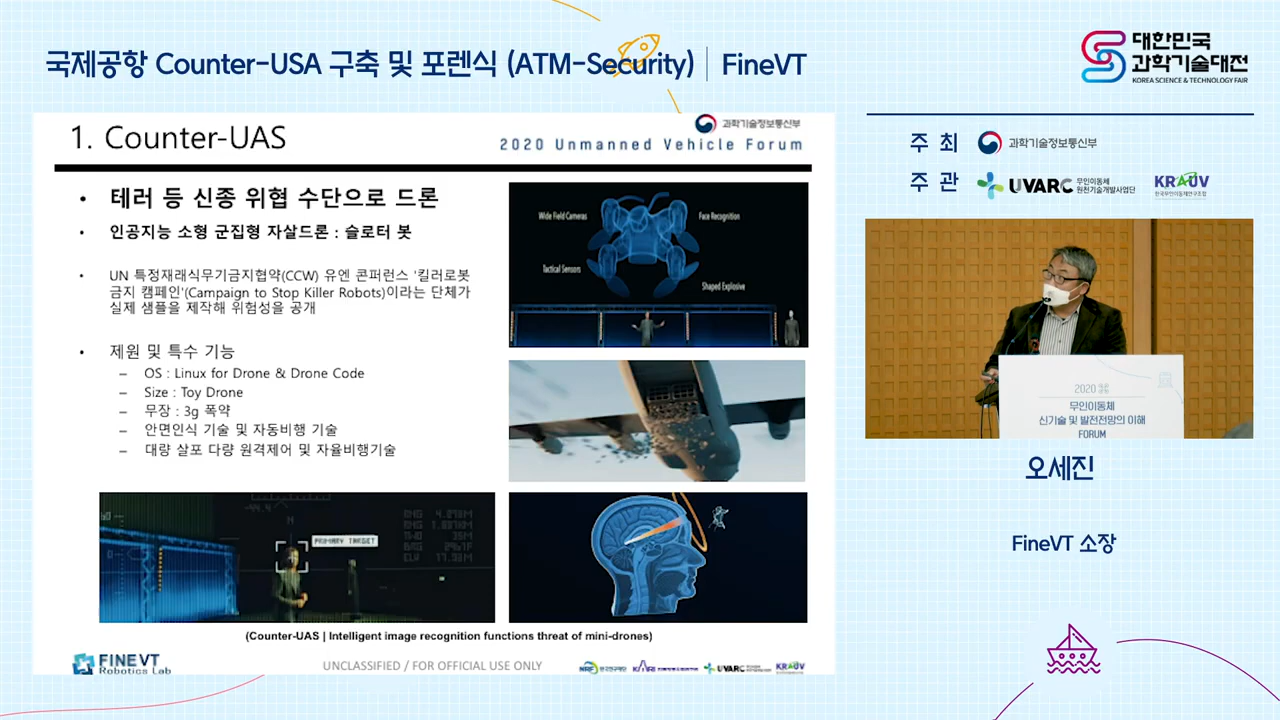 국제공항 Counter-USA 구축 및 포렌식 (ATM-Security) | FineVT
대한민국
과학기술대전
KOREA SCIENCE & TECHNOLOGY FAIR
1. Counter-UAS
과학기술정보통신부
2020 Unmanned Vehicle Forum
• 테러 등 신종 위협 수단으로 드론
• 인공지능 소형 군집형 자살드론 : 슬로터 봇
• UN 특정재래식무기금지협약(CCW) 유엔 콘퍼런스 '킬러로봇
금지 캠페인'(Campaign to Stop Killer Robots)이라는 단체가
실제 샘플을 제작해 위험성을 공개
• 제원 및 특수 기능
– OS : Linux for Drone & Drone Code
– Size : Toy Drone
– 무장 : 3g 폭약
– 안면인식 기술 및 자동비행 기술
– 대량 살포 다량 원격제어 및 자율비행기술
Wide Field Cameras
Face Recognition
Tactical Sensors
Shaped Explosive
PRIMARY TARGET
(Counter-UAS | Intelligent image recognition functions threat of mini-drones)
FINEVT
Robotics Lab
UNCLASSIFIED / FOR OFFICIAL USE ONLY
NRF 한국연구재단
KARI
UVARC
KRAUV
주 최
과학기술정보통신부
주 관
UVARC 무인이동체
원천기술개발사업단
KRAUV
한국무인이동체연구조합
2020
무인이동체
신기술 및 발전전망의 이해
FORUM
오세진
FineVT 소장